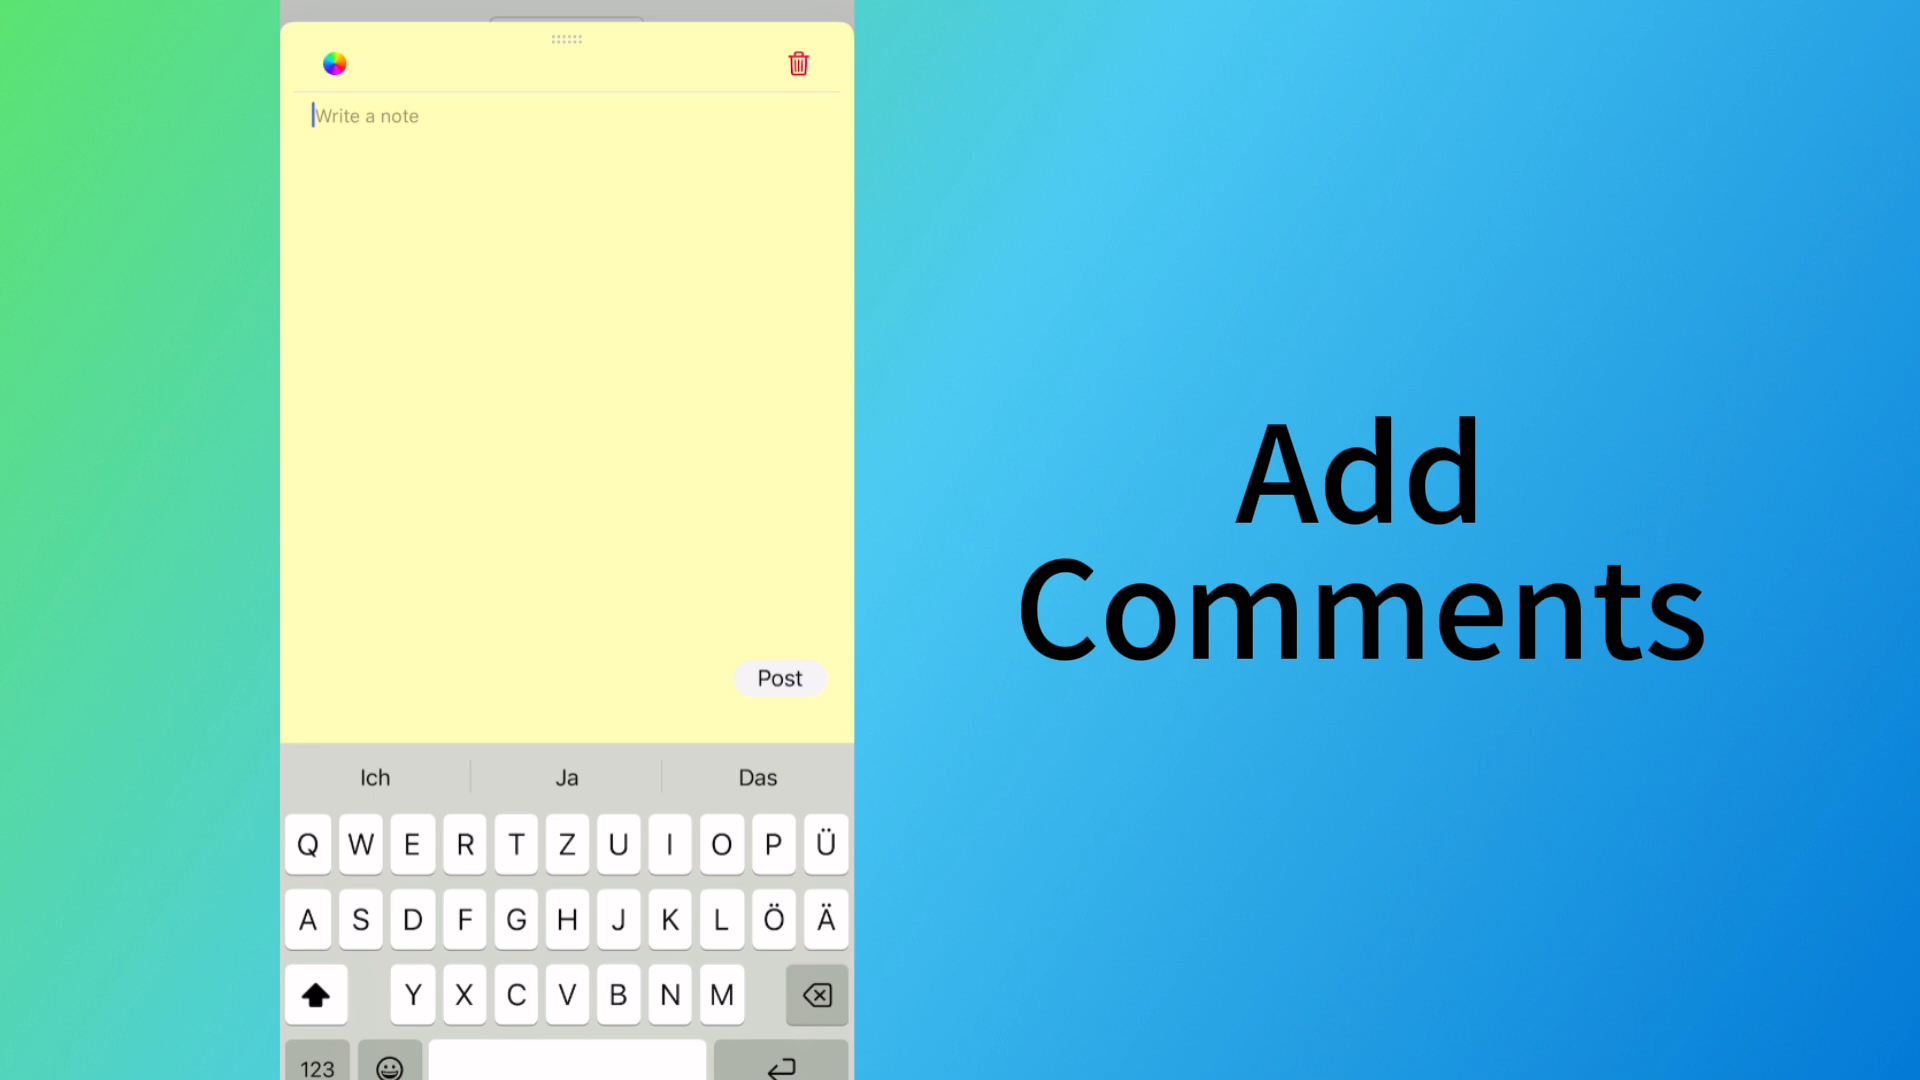 Write a note
Add
Comments
Post
Ich Ja Das
Q W E R T Z U I O P Ü
A S D F G H J K L Ö Ä
Y X C V B N M
123